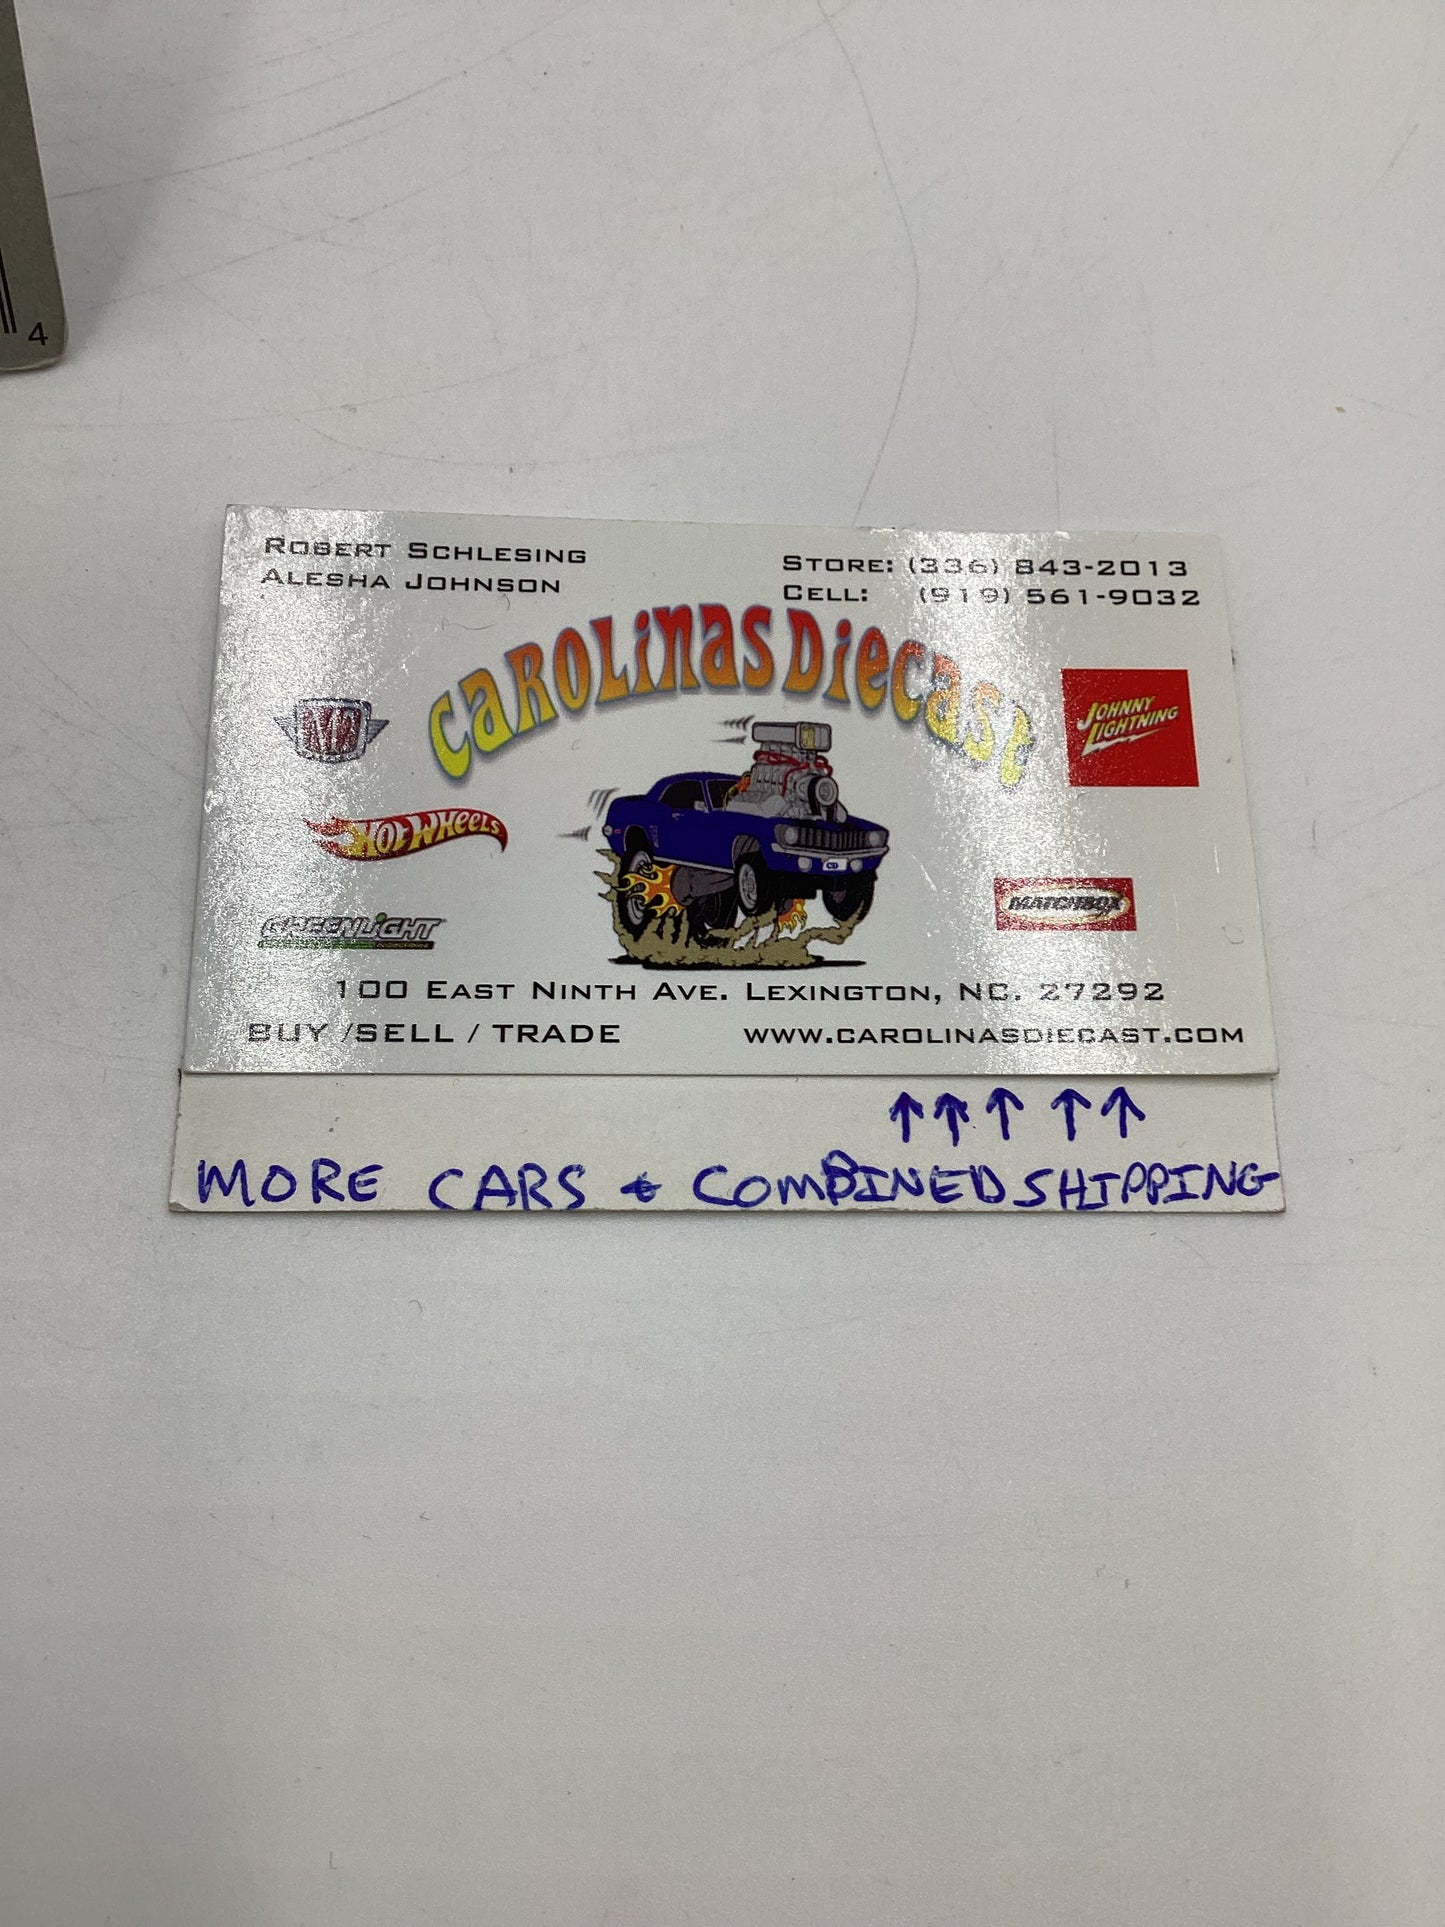 4
Robert Schlesing
Alesha Johnson
Store: (336) 843-2013
Cell: (919) 561-9032
Carolinas Diecast
M2
Johnny Lightning
Hot Wheels
GREENLiGHT
MATCHBOX
CD
100 East Ninth Ave. Lexington, NC. 27292
BUY /SELL / TRADE
www.carolinasdiecast.com
↑↑↑ ↑↑
MORE CARS & COMBINED SHIPPING